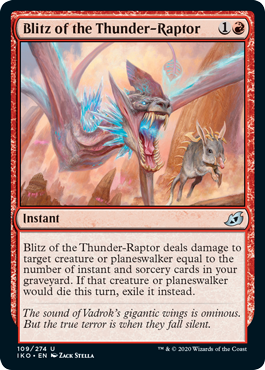 Blitz of the Thunder-Raptor 1
Instant
Blitz of the Thunder-Raptor deals damage to
target creature or planeswalker equal to the
number of instant and sorcery cards in your
graveyard. If that creature or planeswalker
would die this turn, exile it instead.
The sound of Vadrok's gigantic wings is ominous.
But the true terror is when they fall silent.
109/274 U
IKO • EN ZACK STELLA ™ & © 2020 Wizards of the Coast